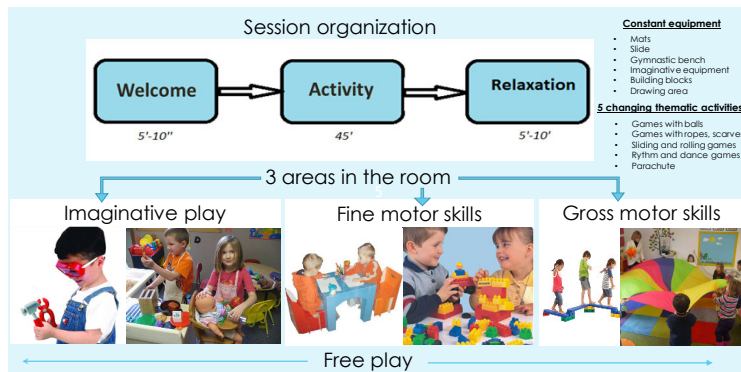 Session organization
Welcome
Activity
Relaxation
5'-10"
45'
5'-10'
Constant equipment
• Mats
• Slide
• Gymnastic bench
• Imaginative equipment
• Building blocks
• Drawing area
5 changing thematic activities
• Games with balls
• Games with ropes, scarve
• Sliding and rolling games
• Rythm and dance games
• Parachute
3 areas in the room
Imaginative play
Fine motor skills
Gross motor skills
Free play